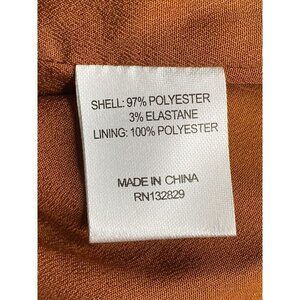 SHELL: 97% POLYESTER
3% ELASTANE
LINING: 100% POLYESTER
MADE IN CHINA
RN132829